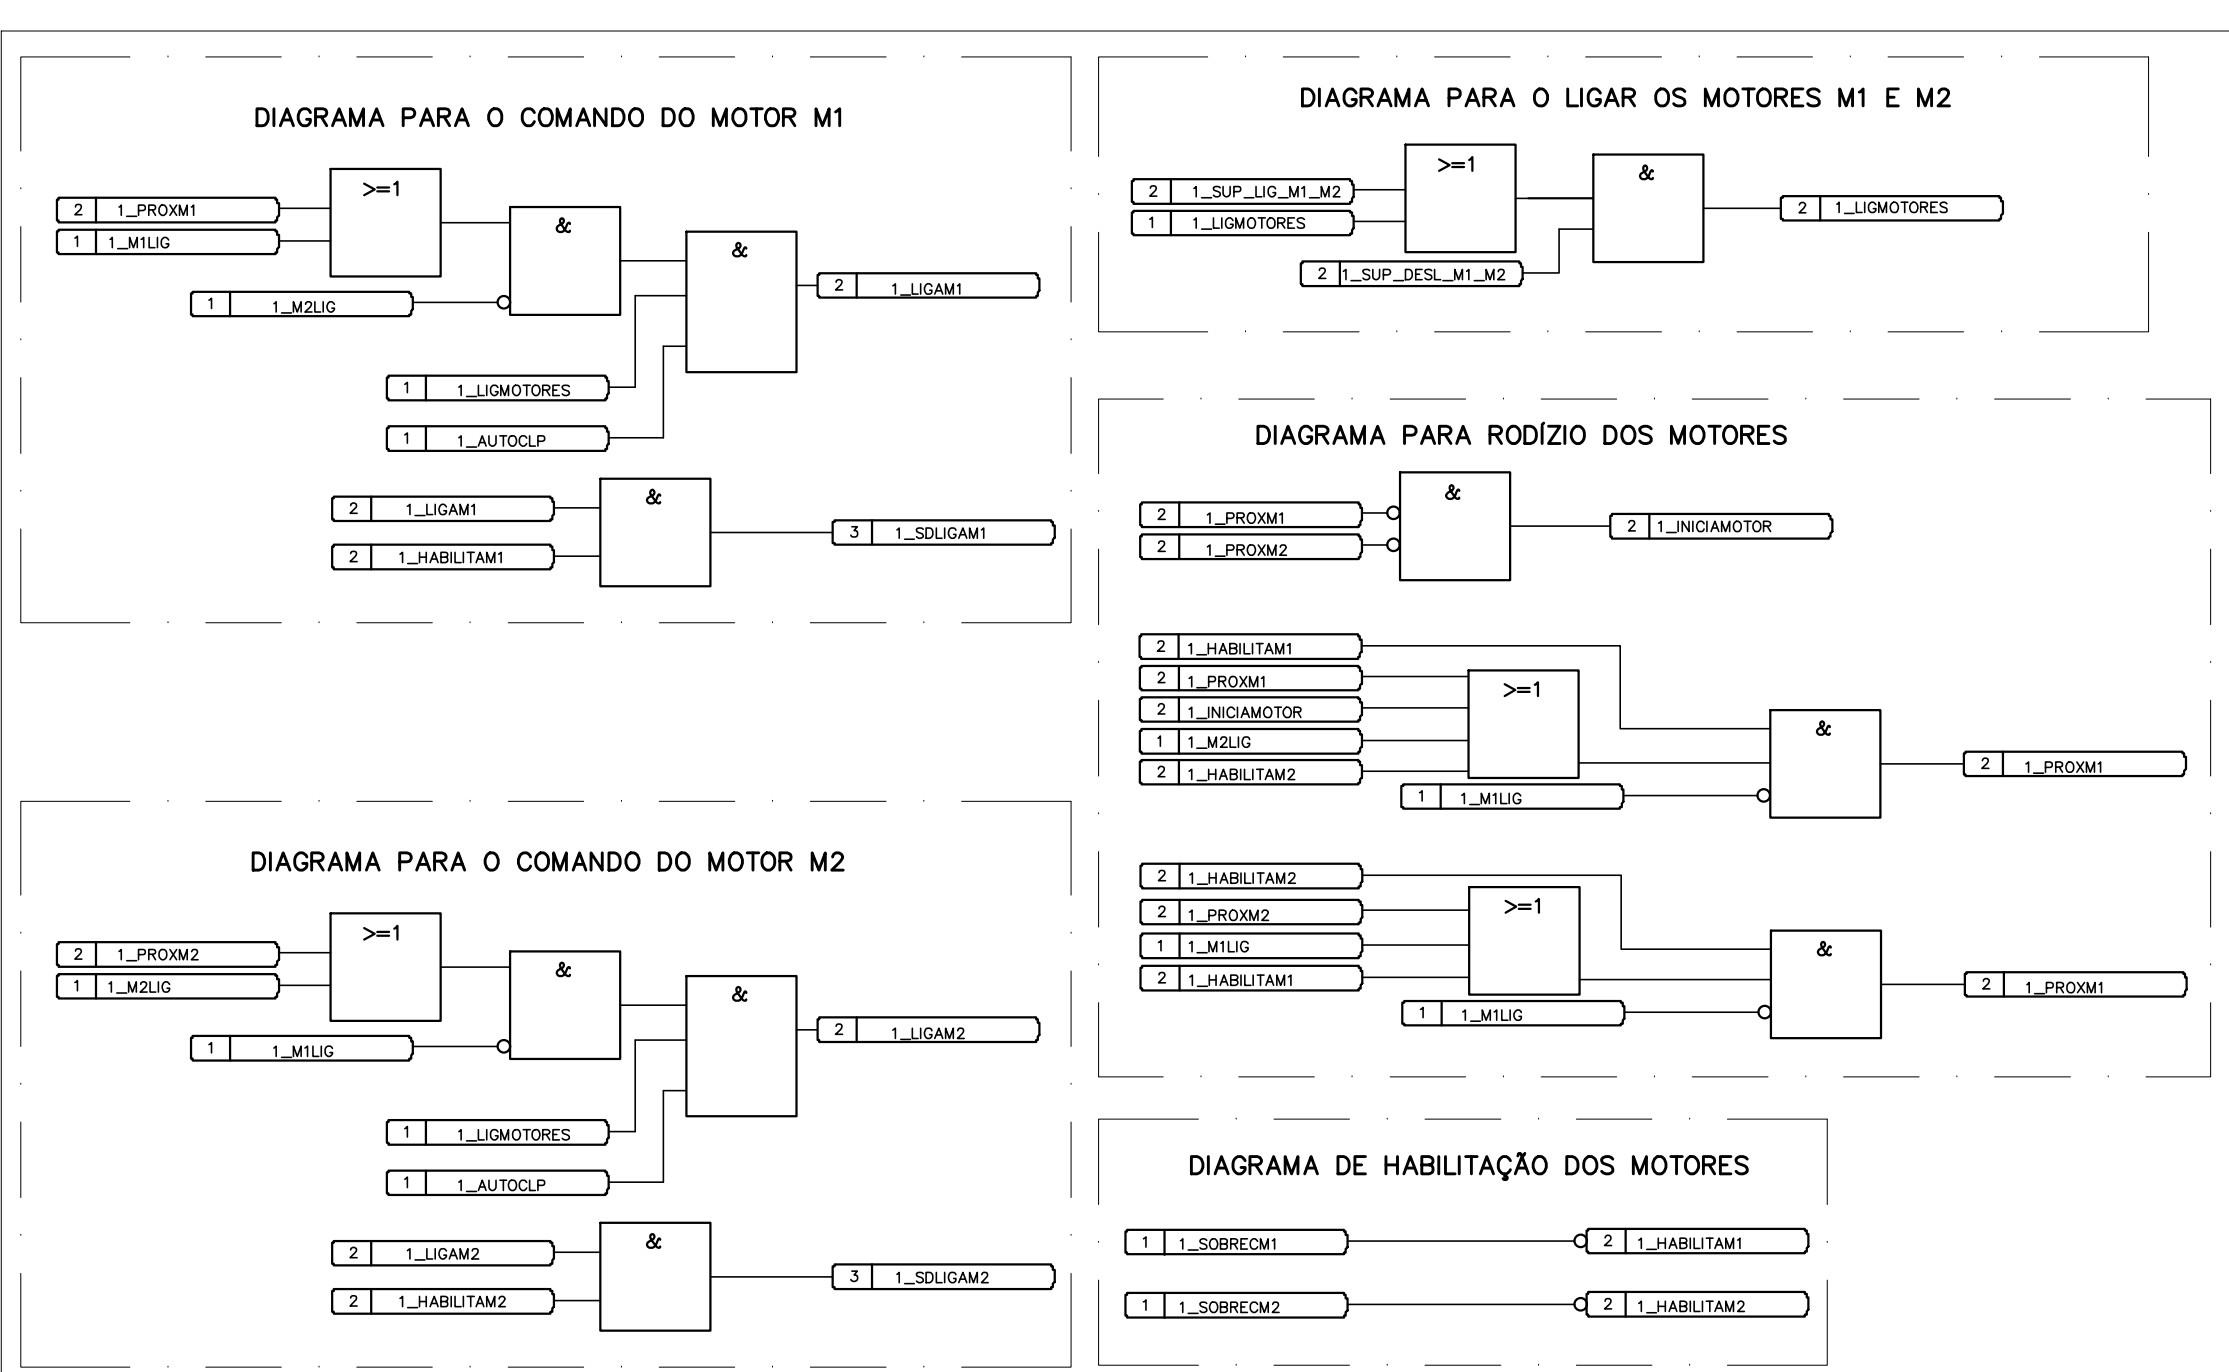 DIAGRAMA PARA O COMANDO DO MOTOR M1
>=1
2 1_PROXM1
1 1_M1LIG
&
&
1 1_M2LIG
2 1_LIGAM1
1 1_LIGMOTORES
1 1_AUTOCLP
&
2 1_LIGAM1
3 1_SDLIGAM1
2 1_HABILITAM1
DIAGRAMA PARA O COMANDO DO MOTOR M2
>=1
2 1_PROXM2
1 1_M2LIG
&
&
1 1_M1LIG
2 1_LIGAM2
1 1_LIGMOTORES
1 1_AUTOCLP
&
2 1_LIGAM2
3 1_SDLIGAM2
2 1_HABILITAM2
DIAGRAMA PARA O LIGAR OS MOTORES M1 E M2
>=1
&
2 1_SUP_LIG_M1_M2
1 1_LIGMOTORES
2 1_LIGMOTORES
2 1_SUP_DESL_M1_M2
DIAGRAMA PARA RODÍZIO DOS MOTORES
&
2 1_PROXM1
2 1_INICIAMOTOR
2 1_PROXM2
2 1_HABILITAM1
2 1_PROXM1
>=1
2 1_INICIAMOTOR
&
1 1_M2LIG
2 1_HABILITAM2
2 1_PROXM1
1 1_M1LIG
2 1_HABILITAM2
>=1
2 1_PROXM2
1 1_M1LIG
&
2 1_HABILITAM1
2 1_PROXM1
1 1_M1LIG
DIAGRAMA DE HABILITAÇÃO DOS MOTORES
1 1_SOBRECM1
2 1_HABILITAM1
1 1_SOBRECM2
2 1_HABILITAM2